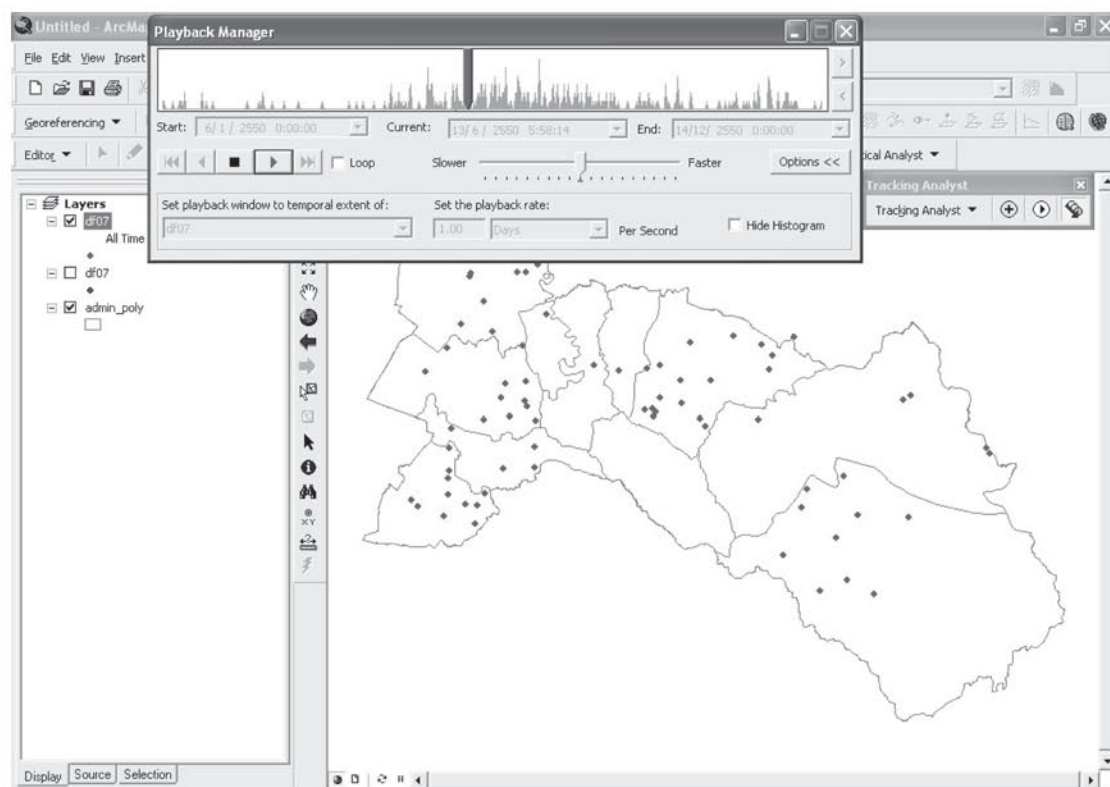 Untitled - ArcMa
Playback Manager
File Edit View Insert
Georeferencing
Editor
Start: 6/ 1 / 2550 0:00:00 Current: 13/ 6 / 2550 5:58:14 End: 14/12/ 2550 0:00:00
Loop Slower Faster Options <<
Set playback window to temporal extent of: Set the playback rate:
df07 1.00 Days Per Second Hide Histogram
ical Analyst
Tracking Analyst
Tracking Analyst
Layers
df07
All Time
df07
admin_poly
XY
Display Source Selection